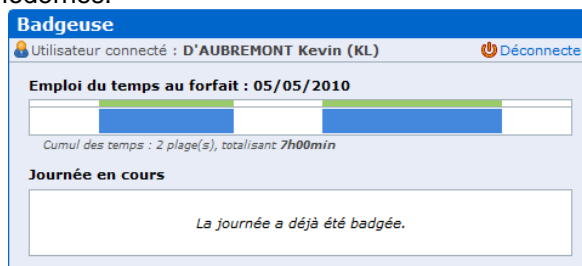 Badgeuse
Utilisateur connecté : D'AUBREMONT Kevin (KL) Déconnecte
Emploi du temps au forfait : 05/05/2010
Cumul des temps : 2 plage(s), totalisant 7h00min
Journée en cours
La journée a déjà été badgée.